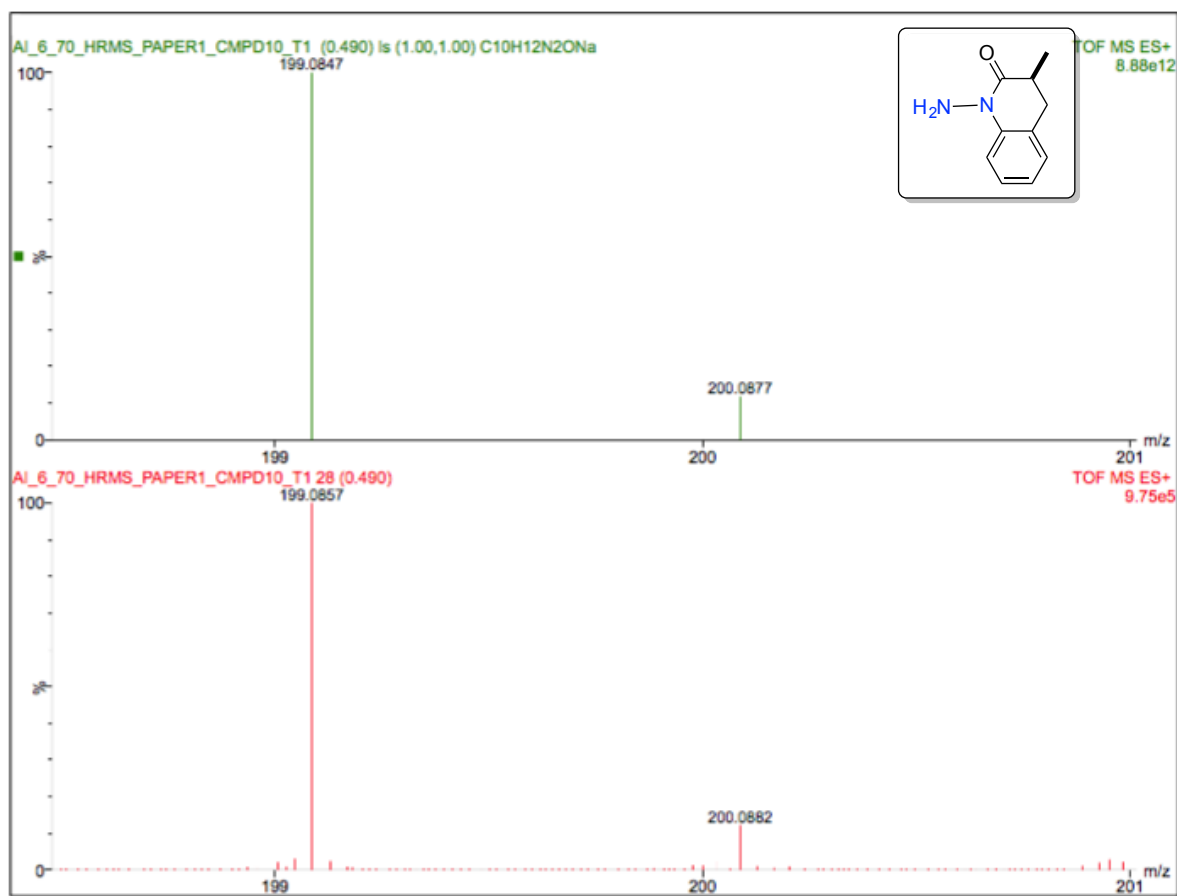 AI_6_70_HRMS_PAPER1_CMPD10_T1 (0.490) Is (1.00,1.00) C10H12N2ONa
TOF MS ES+
8.88e12
199.0847
100
O
H₂N
N
%
200.0877
0
m/z
199
200
201
AI_6_70_HRMS_PAPER1_CMPD10_T1 28 (0.490)
TOF MS ES+
9.75e5
199.0857
100
%
200.0882
0
m/z
199
200
201